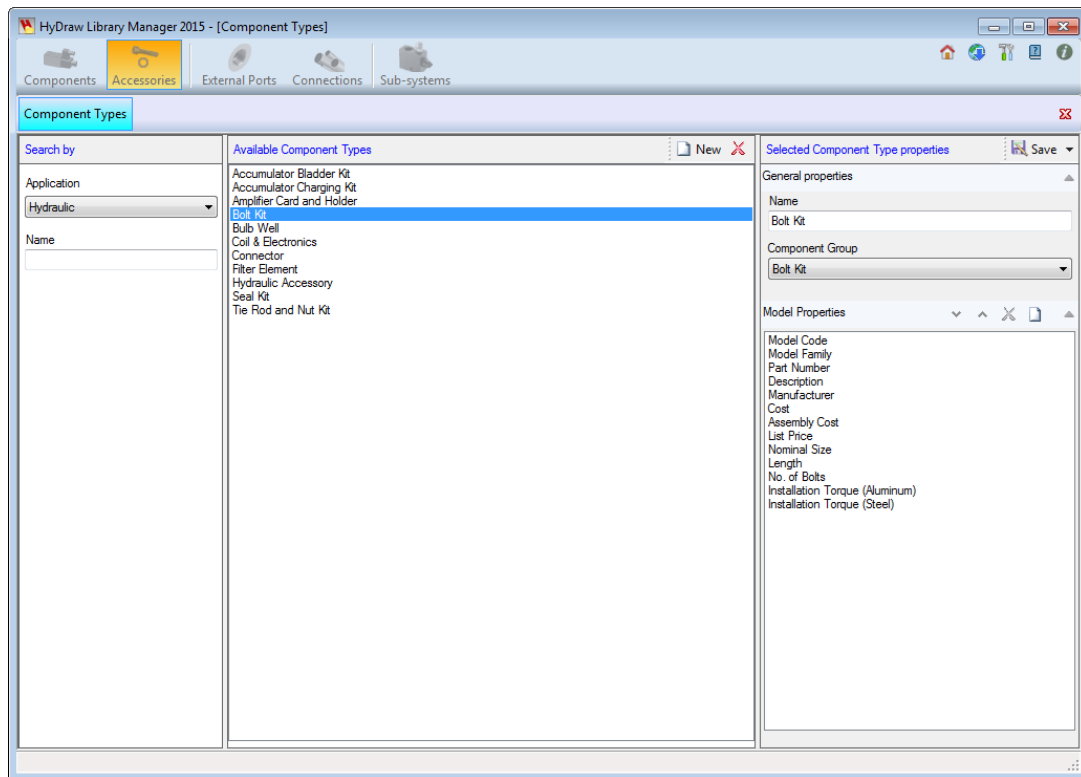 HyDraw Library Manager 2015 - [Component Types]
Components
Accessories
External Ports
Connections
Sub-systems
Component Types
Search by
Application
Hydraulic
Name
Available Component Types
New
Accumulator Bladder Kit
Accumulator Charging Kit
Amplifier Card and Holder
Bolt Kit
Bulb Well
Coil & Electronics
Connector
Filter Element
Hydraulic Accessory
Seal Kit
Tie Rod and Nut Kit
Selected Component Type properties
Save
General properties
Name
Bolt Kit
Component Group
Bolt Kit
Model Properties
Model Code
Model Family
Part Number
Description
Manufacturer
Cost
Assembly Cost
List Price
Nominal Size
Length
No. of Bolts
Installation Torque (Aluminum)
Installation Torque (Steel)